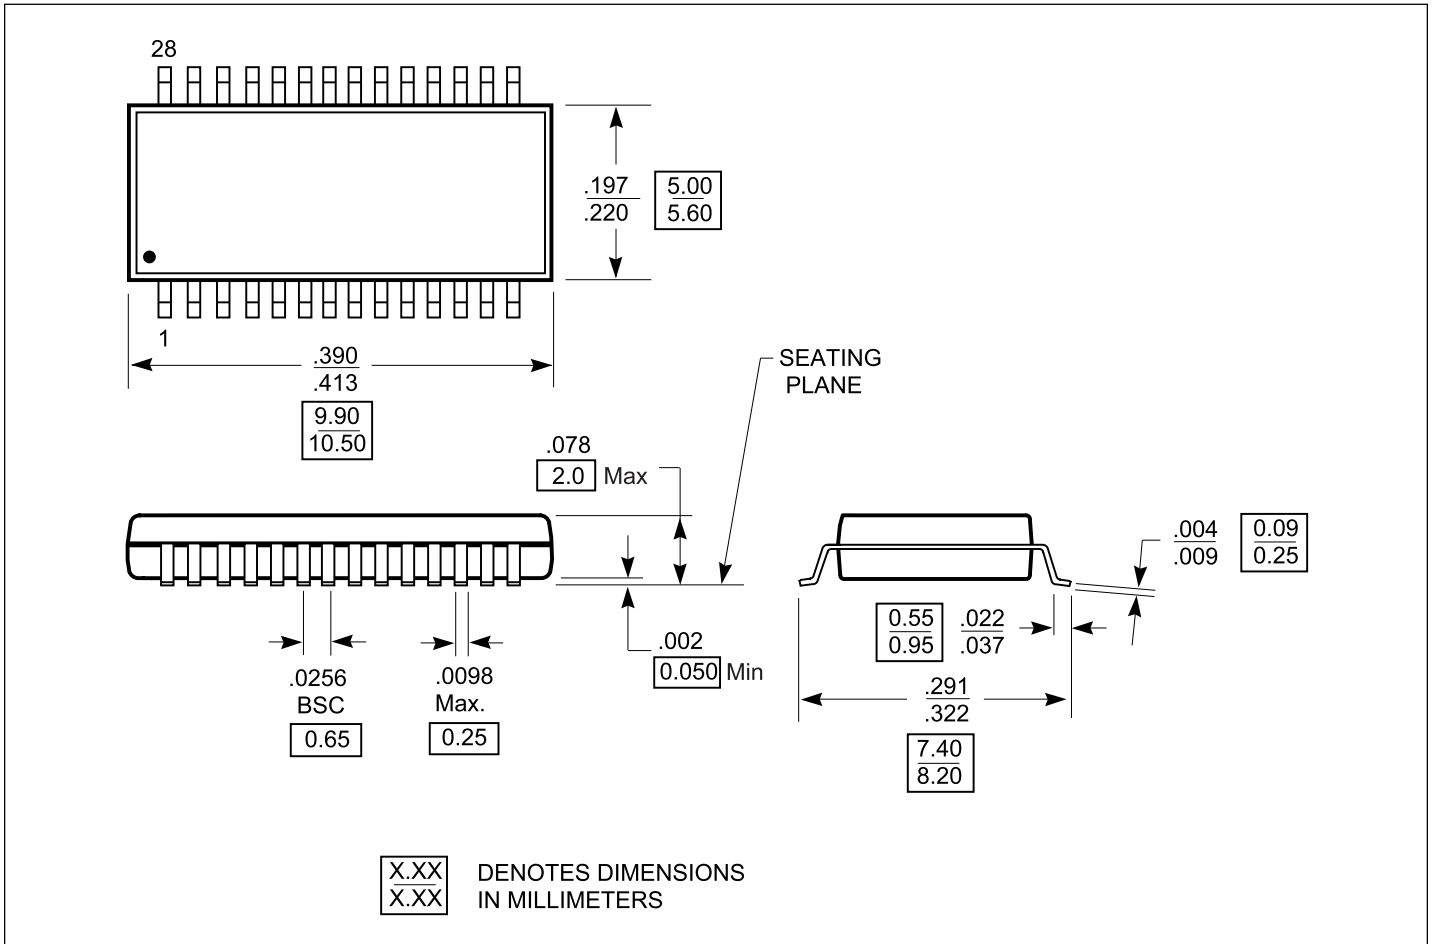 28
.197
.220
5.00
5.60
1
.390
.413
9.90
10.50
SEATING
PLANE
.078
2.0 Max
.004
.009
0.09
0.25
0.55
0.95
.022
.037
.002
0.050 Min
.0256
BSC
0.65
.0098
Max.
0.25
.291
.322
7.40
8.20
X.XX
X.XX
DENOTES DIMENSIONS
IN MILLIMETERS